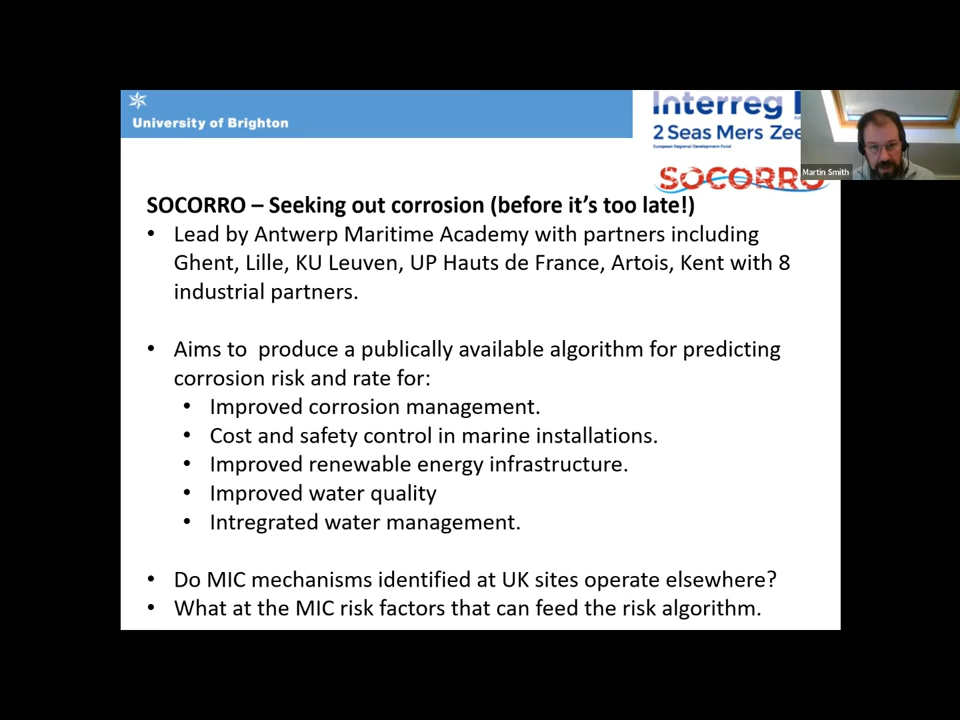 University of Brighton
Interreg
2 Seas Mers Zee
European Regional Development Fund
SOCORRO
Martin Smith
SOCORRO – Seeking out corrosion (before it's too late!)
• Lead by Antwerp Maritime Academy with partners including
Ghent, Lille, KU Leuven, UP Hauts de France, Artois, Kent with 8
industrial partners.
• Aims to produce a publically available algorithm for predicting
corrosion risk and rate for:
• Improved corrosion management.
• Cost and safety control in marine installations.
• Improved renewable energy infrastructure.
• Improved water quality
• Intregrated water management.
• Do MIC mechanisms identified at UK sites operate elsewhere?
• What at the MIC risk factors that can feed the risk algorithm.